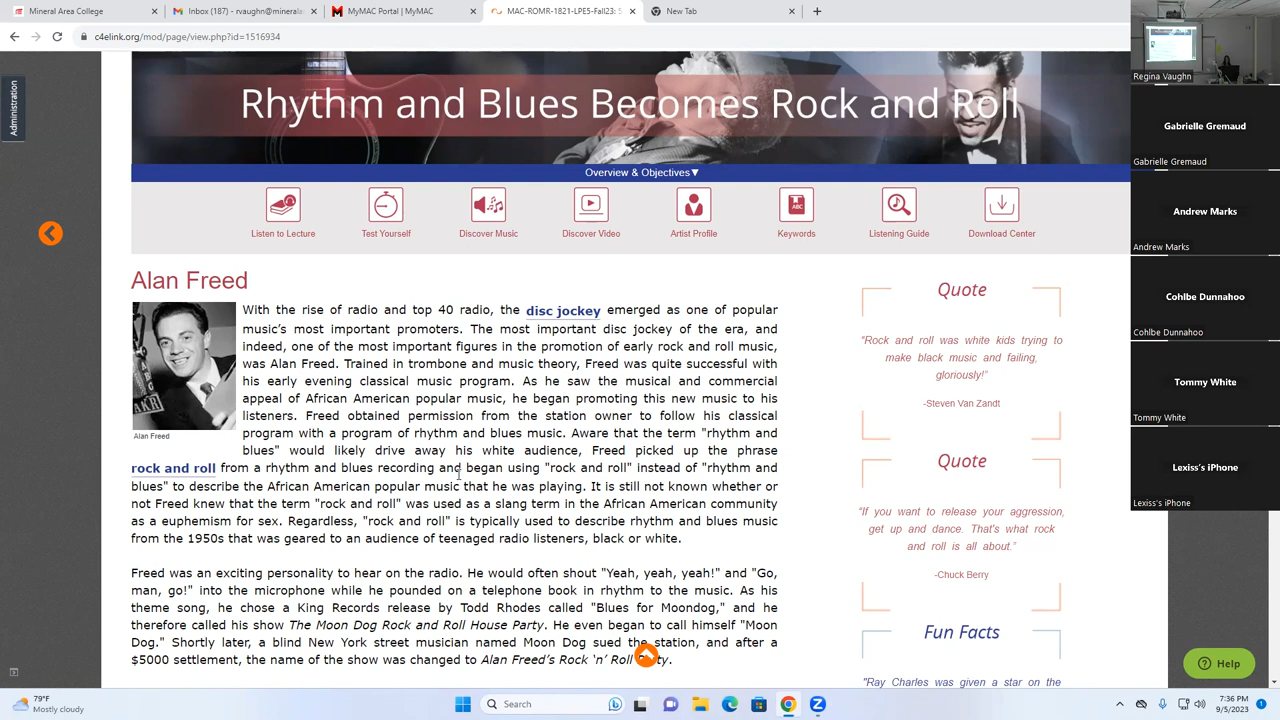 Mineral Area College
Inbox (187) - rvaughn@mineralar
MyMAC Portal | MyMAC
MAC-ROMR-1821-LPE5-Fall23: 5
New Tab
c4elink.org/mod/page/view.php?id=1516934
Administration
Rhythm and Blues Becomes Rock and Roll
Overview & Objectives▼
Listen to Lecture
Test Yourself
Discover Music
Discover Video
Artist Profile
Keywords
Listening Guide
Download Center
Alan Freed
Alan Freed
With the rise of radio and top 40 radio, the disc jockey emerged as one of popular
music's most important promoters. The most important disc jockey of the era, and
indeed, one of the most important figures in the promotion of early rock and roll music,
was Alan Freed. Trained in trombone and music theory, Freed was quite successful with
his early evening classical music program. As he saw the musical and commercial
appeal of African American popular music, he began promoting this new music to his
listeners. Freed obtained permission from the station owner to follow his classical
program with a program of rhythm and blues music. Aware that the term "rhythm and
blues" would likely drive away his white audience, Freed picked up the phrase
rock and roll from a rhythm and blues recording and began using "rock and roll" instead of "rhythm and
blues" to describe the African American popular music that he was playing. It is still not known whether or
not Freed knew that the term "rock and roll" was used as a slang term in the African American community
as a euphemism for sex. Regardless, "rock and roll" is typically used to describe rhythm and blues music
from the 1950s that was aired to an audience of teenaged radio listeners, black or white.
Freed was an exciting personality to hear on the radio. He would often shout "Yeah, yeah, yeah!" and "Go,
man, go!" into the microphone while he pounded on a telephone book in rhythm to the music. As his
theme song, he chose a King Records release by Todd Rhodes called "Blues for Moondog," and he
therefore called his show The Moon Dog Rock and Roll House Party. He even began to call himself "Moon
Dog." Shortly later, a blind New York street musician named Moon Dog sued the station, and after a
$5000 settlement, the name of the show was changed to Alan Freed's Rock 'n' Roll Party.
Quote
"Rock and roll was white kids trying to
make black music and failing,
gloriously!"
-Steven Van Zandt
Quote
"If you want to release your aggression,
get up and dance. That's what rock
and roll is all about."
-Chuck Berry
Fun Facts
"Ray Charles was given a star on the
Help
Regina Vaughn
Gabrielle Gremaud
Gabrielle Gremaud
Andrew Marks
Andrew Marks
Cohlbe Dunnahoo
Cohlbe Dunnahoo
Tommy White
Tommy White
Lexiss's iPhone
Lexiss's iPhone
79°F
Mostly cloudy
Search
7:36 PM
9/5/2023